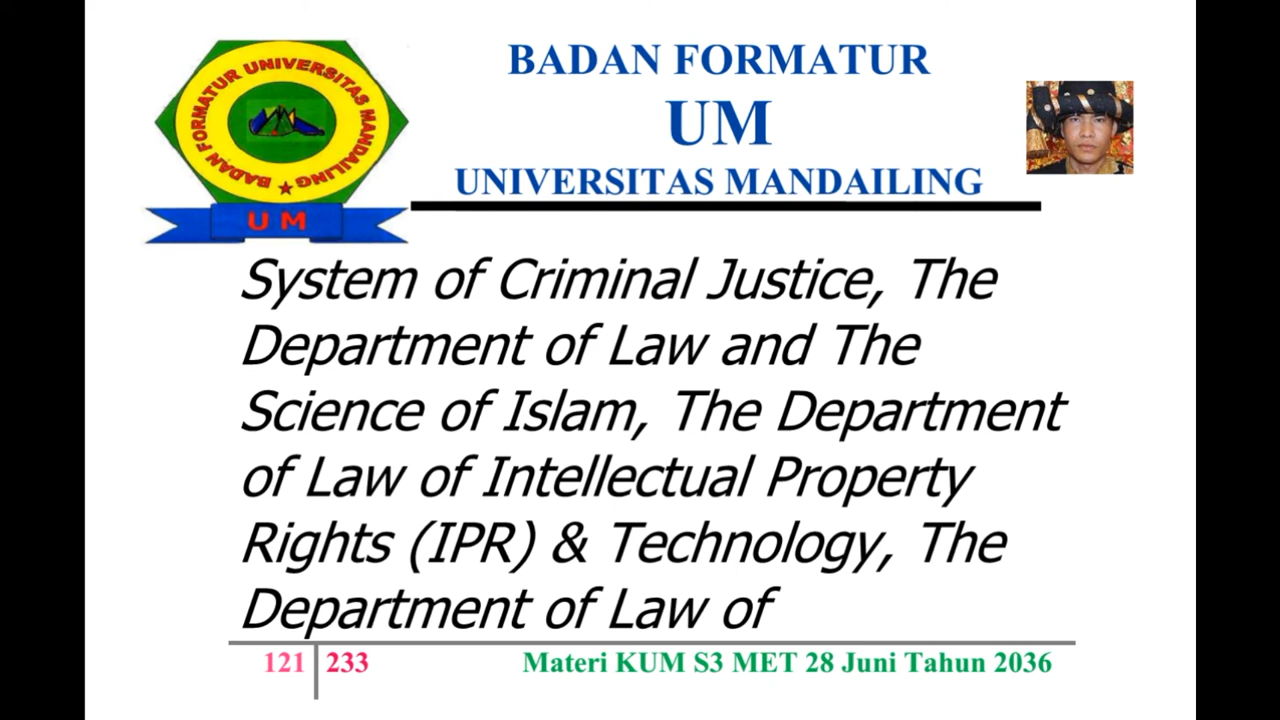 BADAN FORMATUR UNIVERSITAS MANDAILING
UM
BADAN FORMATUR
UM
UNIVERSITAS MANDAILING
System of Criminal Justice, The
Department of Law and The
Science of Islam, The Department
of Law of Intellectual Property
Rights (IPR) & Technology, The
Department of Law of
121 233 Materi KUM S3 MET 28 Juni Tahun 2036